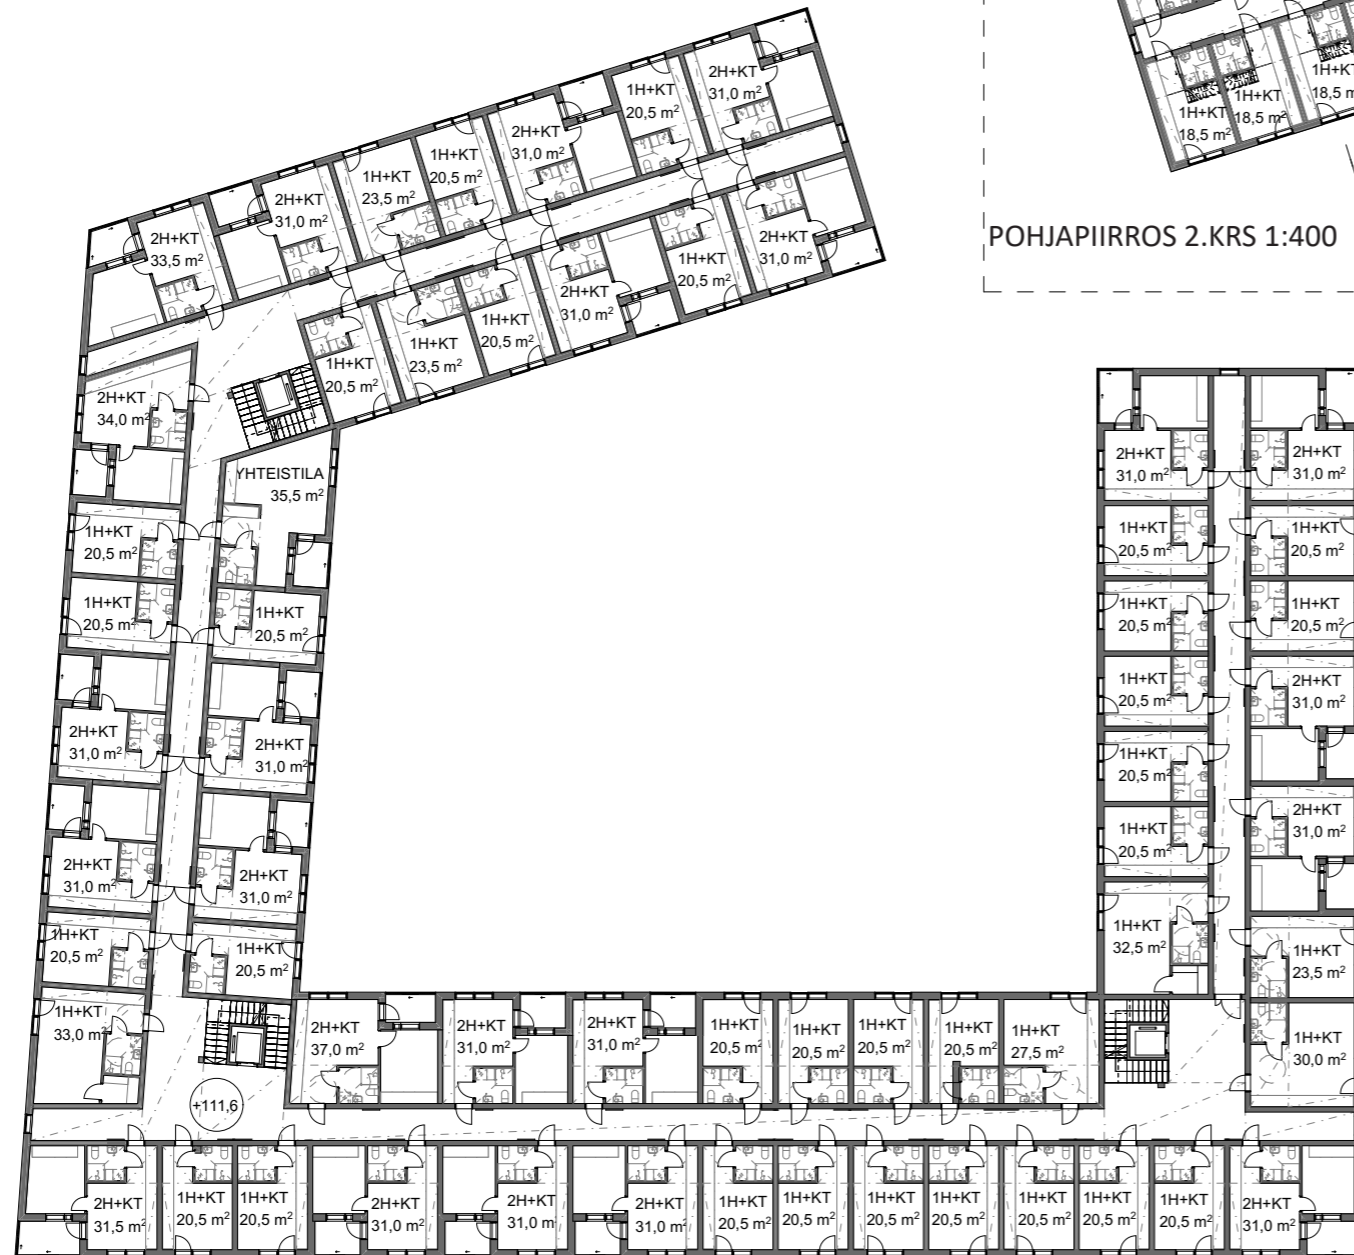 1H+KT
18,5 m²
1H+KT
18,5 m²
1H+KT
18,5 m
POHJAPIIRROS 2.KRS 1:400
2H+KT
31,0 m²
1H+KT
20,5 m²
2H+KT
31,0 m²
1H+KT
20,5 m²
1H+KT
23,5 m²
2H+KT
31,0 m²
2H+KT
33,5 m²
2H+KT
31,0 m²
1H+KT
20,5 m²
2H+KT
31,0 m²
1H+KT
20,5 m²
1H+KT
23,5 m²
1H+KT
20,5 m²
2H+KT
34,0 m²
YHTEISTILA
35,5 m²
1H+KT
20,5 m²
1H+KT
20,5 m²
1H+KT
20,5 m²
2H+KT
31,0 m²
2H+KT
31,0 m²
2H+KT
31,0 m²
2H+KT
31,0 m²
1H+KT
20,5 m²
1H+KT
20,5 m²
1H+KT
33,0 m²
+111,6
2H+KT
37,0 m²
2H+KT
31,0 m²
2H+KT
31,0 m²
1H+KT
20,5 m²
1H+KT
20,5 m²
1H+KT
20,5 m²
1H+KT
20,5 m²
1H+KT
27,5 m²
2H+KT
31,0 m²
2H+KT
31,0 m²
1H+KT
20,5 m²
1H+KT
20,5 m²
1H+KT
20,5 m²
1H+KT
20,5 m²
1H+KT
20,5 m²
2H+KT
31,0 m²
1H+KT
20,5 m²
2H+KT
31,0 m²
1H+KT
20,5 m²
1H+KT
32,5 m²
1H+KT
23,5 m²
1H+KT
30,0 m²
2H+KT
31,5 m²
1H+KT
20,5 m²
1H+KT
20,5 m²
2H+KT
31,0 m²
2H+KT
31,0 m²
2H+KT
31,0 m²
1H+KT
20,5 m²
1H+KT
20,5 m²
1H+KT
20,5 m²
1H+KT
20,5 m²
1H+KT
20,5 m²
1H+KT
20,5 m²
1H+KT
20,5 m²
2H+KT
31,0 m²